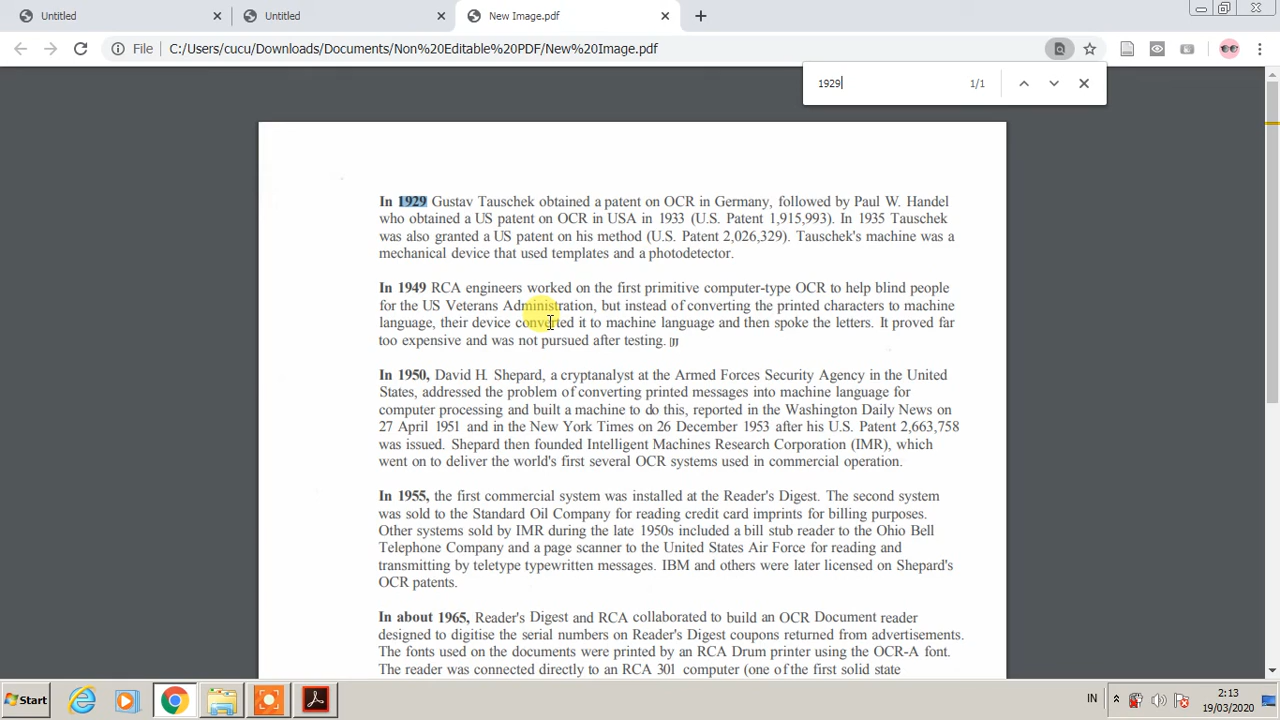 Untitled
Untitled
New Image.pdf
File
C:/Users/cucu/Downloads/Documents/Non%20Editable%20PDF/New%20Image.pdf
1929
1/1
In 1929 Gustav Tauschek obtained a patent on OCR in Germany, followed by Paul W. Handel
who obtained a US patent on OCR in USA in 1933 (U.S. Patent 1,915,993). In 1935 Tauschek
was also granted a US patent on his method (U.S. Patent 2,026,329). Tauschek's machine was a
mechanical device that used templates and a photodetector.
In 1949 RCA engineers worked on the first primitive computer-type OCR to help blind people
for the US Veterans Administration, but instead of converting the printed characters to machine
language, their device converted it to machine language and then spoke the letters. It proved far
too expensive and was not pursued after testing.
In 1950, David H. Shepard, a cryptanalyst at the Armed Forces Security Agency in the United
States, addressed the problem of converting printed messages into machine language for
computer processing and built a machine to do this, reported in the Washington Daily News on
27 April 1951 and in the New York Times on 26 December 1953 after his U.S. Patent 2,663,758
was issued. Shepard then founded Intelligent Machines Research Corporation (IMR), which
went on to deliver the world's first several OCR systems used in commercial operation.
In 1955, the first commercial system was installed at the Reader's Digest. The second system
was sold to the Standard Oil Company for reading credit card imprints for billing purposes.
Other systems sold by IMR during the late 1950s included a bill stub reader to the Ohio Bell
Telephone Company and a page scanner to the United States Air Force for reading and
transmitting by teletype typewritten messages. IBM and others were later licensed on Shepard's
OCR patents.
In about 1965, Reader's Digest and RCA collaborated to build an OCR Document reader
designed to digitise the serial numbers on Reader's Digest coupons returned from advertisements.
The fonts used on the documents were printed by an RCA Drum printer using the OCR-A font.
The reader was connected directly to an RCA 301 computer (one of the first solid state
Start
IN
2:13
19/03/2020